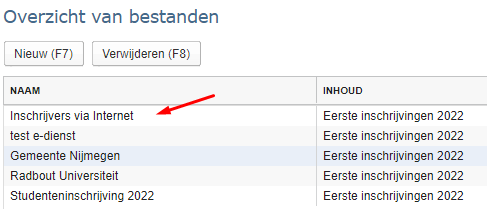 Overzicht van bestanden
Nieuw (F7) Verwijderen (F8)
NAAM INHOUD
Inschrijvers via Internet Eerste inschrijvingen 2022
test e-dienst Eerste inschrijvingen 2022
Gemeente Nijmegen Eerste inschrijvingen 2022
Radbout Universiteit Eerste inschrijvingen 2022
Studenteninschrijving 2022 Eerste inschrijvingen 2022